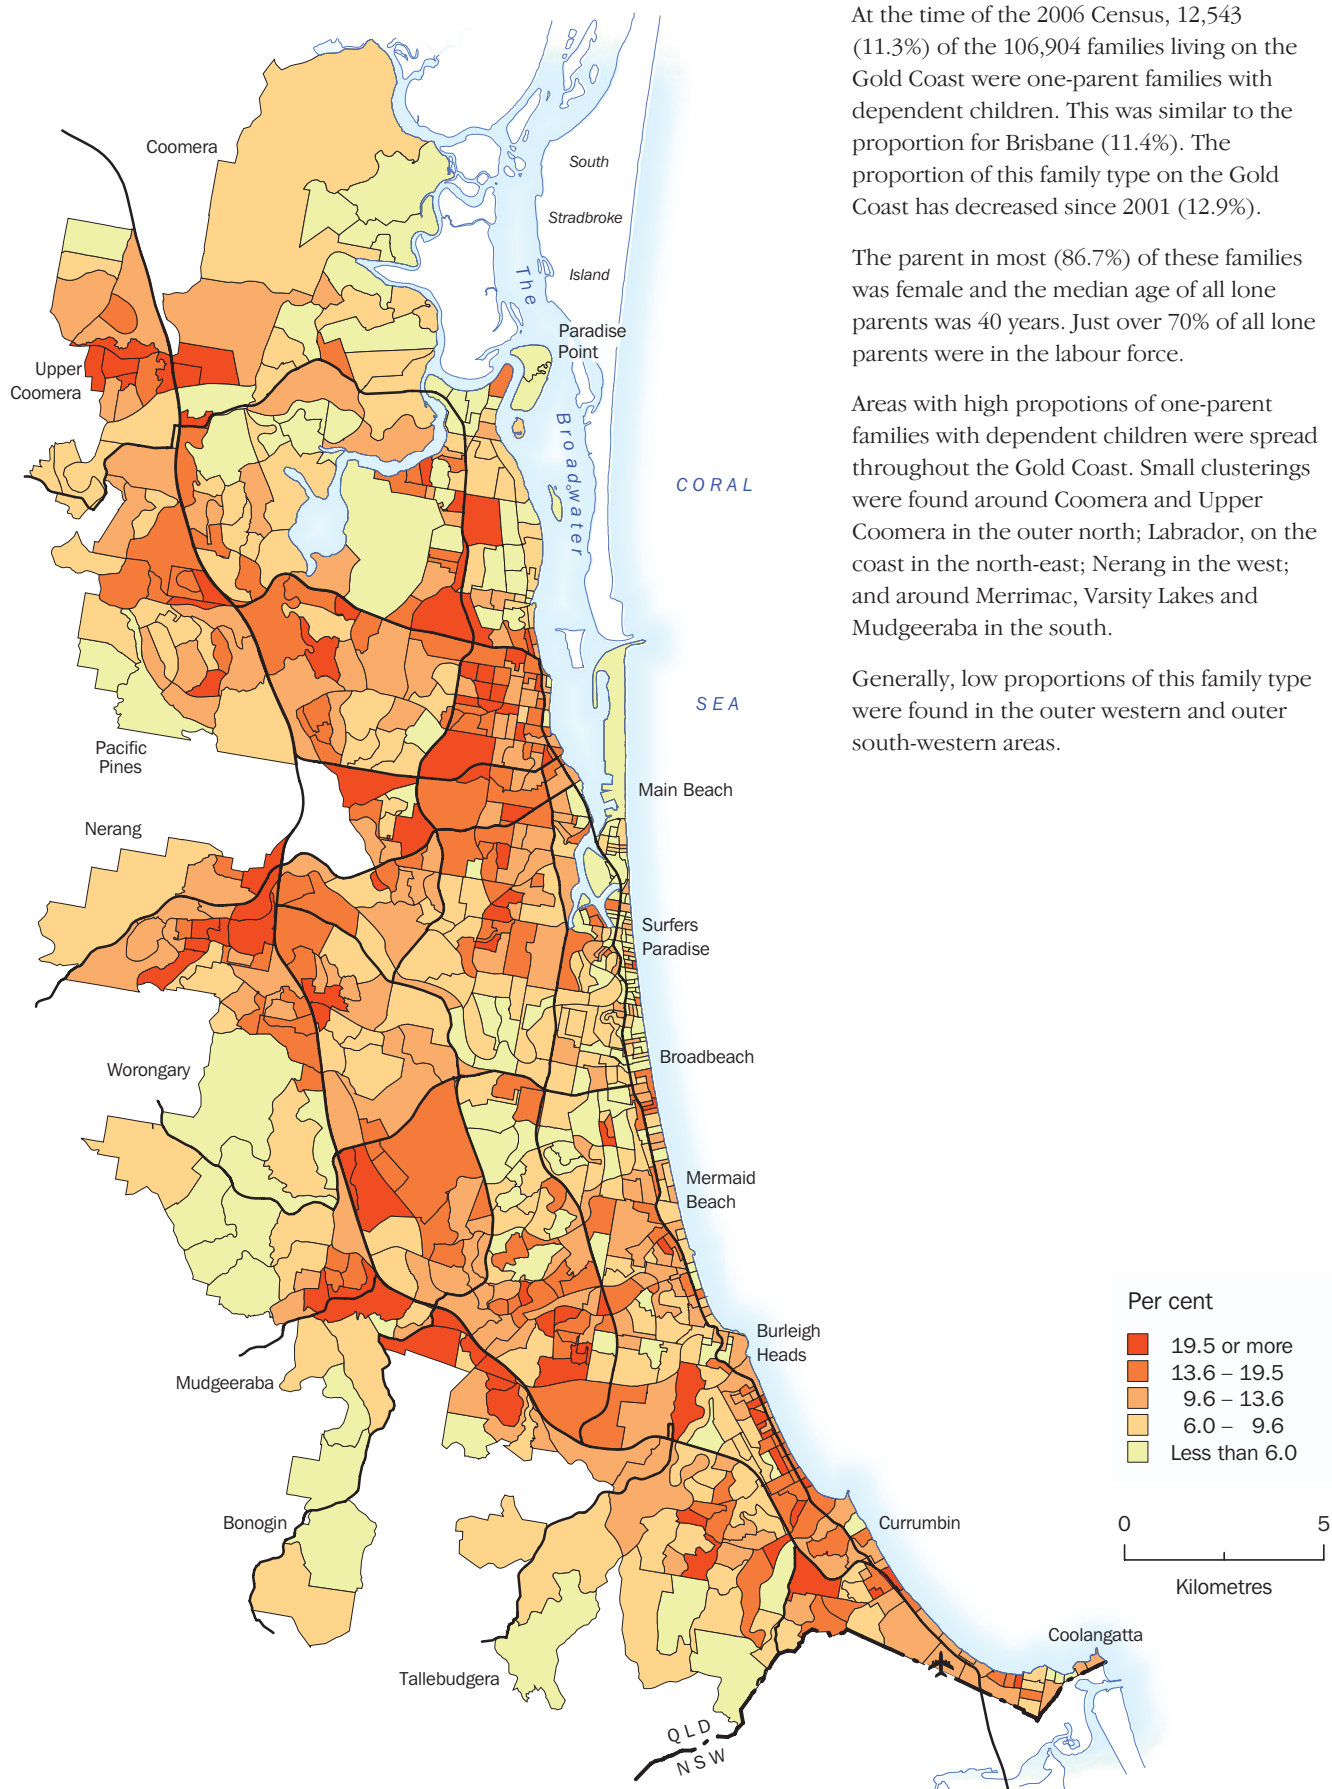 At the time of the 2006 Census, 12,543
(11.3%) of the 106,904 families living on the
Gold Coast were one-parent families with
dependent children. This was similar to the
proportion for Brisbane (11.4%). The
proportion of this family type on the Gold
Coast has decreased since 2001 (12.9%).
The parent in most (86.7%) of these families
was female and the median age of all lone
parents was 40 years. Just over 70% of all lone
parents were in the labour force.
Areas with high propotions of one-parent
families with dependent children were spread
throughout the Gold Coast. Small clusterings
were found around Coomera and Upper
Coomera in the outer north; Labrador, on the
coast in the north-east; Nerang in the west;
and around Merrimac, Varsity Lakes and
Mudgeeraba in the south.
Generally, low proportions of this family type
were found in the outer western and outer
south-western areas.
Coomera
South
Stradbroke
Island
The
Broadwater
Paradise
Point
Upper
Coomera
CORAL
SEA
Pacific
Pines
Main Beach
Nerang
Surfers
Paradise
Broadbeach
Worongary
Mermaid
Beach
Burleigh
Heads
Mudgeeraba
Bonogin
Currumbin
Coolangatta
Tallebudgera
QLD
NSW
Per cent
19.5 or more
13.6 – 19.5
9.6 – 13.6
6.0 – 9.6
Less than 6.0
0 5
Kilometres